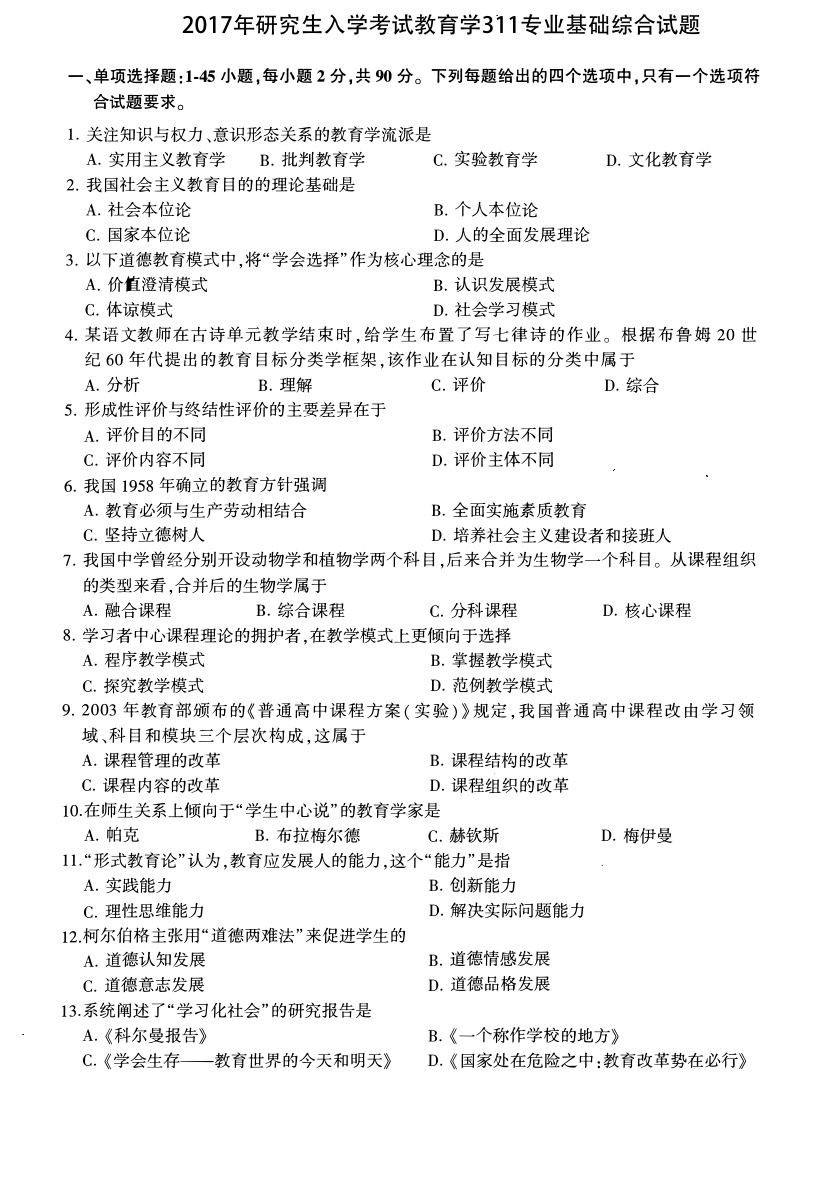 2017年研究生入学考试教育学311专业基础综合试题
一、单项选择题:1-45 小题,每小题 2 分,共 90 分。下列每题给出的四个选项中,只有一个选项符
合试题要求。
1. 关注知识与权力、意识形态关系的教育学流派是
A. 实用主义教育学 B. 批判教育学 C. 实验教育学 D. 文化教育学
2. 我国社会主义教育目的的理论基础是
A. 社会本位论 B. 个人本位论
C. 国家本位论 D. 人的全面发展理论
3. 以下道德教育模式中,将“学会选择”作为核心理念的是
A. 价值澄清模式 B. 认识发展模式
C. 体谅模式 D. 社会学习模式
4. 某语文教师在古诗单元教学结束时,给学生布置了写七律诗的作业。根据布鲁姆 20 世
纪 60 年代提出的教育目标分类学框架,该作业在认知目标的分类中属于
A. 分析 B. 理解 C. 评价 D. 综合
5. 形成性评价与终结性评价的主要差异在于
A. 评价目的不同 B. 评价方法不同
C. 评价内容不同 D. 评价主体不同
6. 我国 1958 年确立的教育方针强调
A. 教育必须与生产劳动相结合 B. 全面实施素质教育
C. 坚持立德树人 D. 培养社会主义建设者和接班人
7. 我国中学曾经分别开设动物学和植物学两个科目,后来合并为生物学一个科目。从课程组织
的类型来看,合并后的生物学属于
A. 融合课程 B. 综合课程 C. 分科课程 D. 核心课程
8. 学习者中心课程理论的拥护者,在教学模式上更倾向于选择
A. 程序教学模式 B. 掌握教学模式
C. 探究教学模式 D. 范例教学模式
9. 2003 年教育部颁布的《普通高中课程方案(实验)》规定,我国普通高中课程改由学习领
域、科目和模块三个层次构成,这属于
A. 课程管理的改革 B. 课程结构的改革
C. 课程内容的改革 D. 课程组织的改革
10.在师生关系上倾向于“学生中心说”的教育学家是
A. 帕克 B. 布拉梅尔德 C. 赫钦斯 D. 梅伊曼
11.“形式教育论”认为,教育应发展人的能力,这个“能力”是指
A. 实践能力 B. 创新能力
C. 理性思维能力 D. 解决实际问题能力
12.柯尔伯格主张用“道德两难法”来促进学生的
A. 道德认知发展 B. 道德情感发展
C. 道德意志发展 D. 道德品格发展
13.系统阐述了“学习化社会”的研究报告是
A.《科尔曼报告》 B.《一个称作学校的地方》
C.《学会生存——教育世界的今天和明天》 D.《国家处在危险之中:教育改革势在必行》